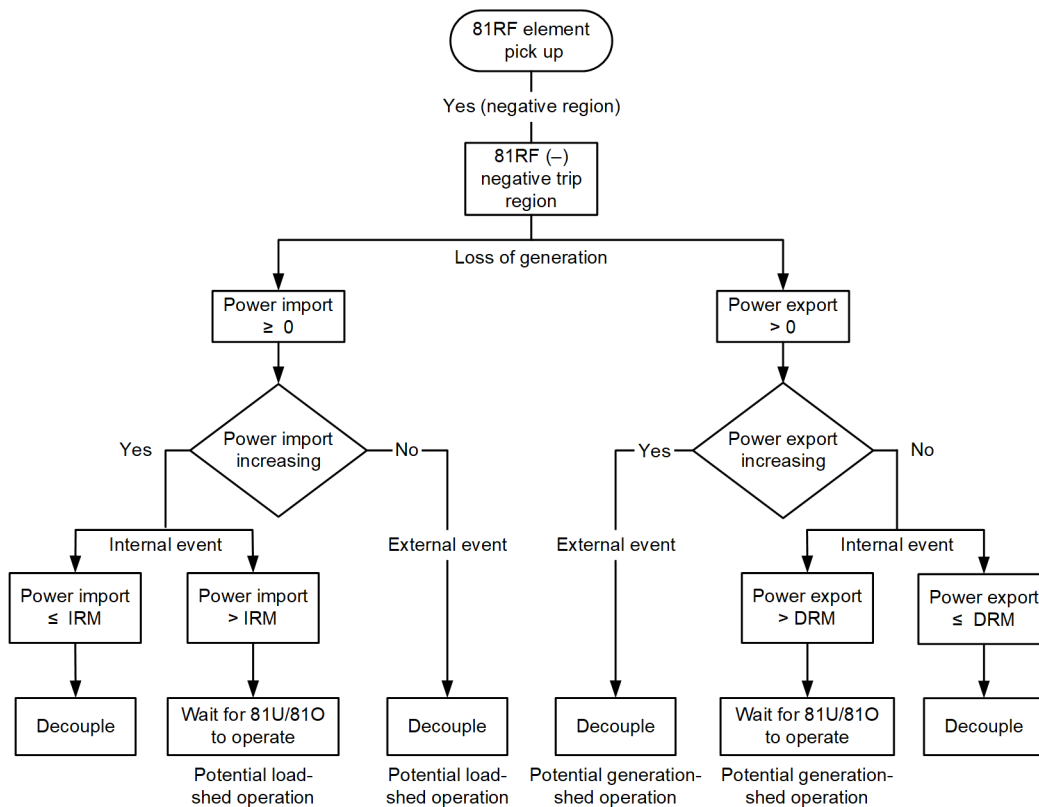 81RF element
pick up
Yes (negative region)
81RF (–)
negative trip
region
Loss of generation
Power import
≥ 0
Power export
> 0
Yes
Power import
increasing
No
Yes
Power export
increasing
No
Internal event
External event
External event
Internal event
Power import
≤ IRM
Power import
> IRM
Power export
> DRM
Power export
≤ DRM
Decouple
Wait for 81U/81O
to operate
Decouple
Decouple
Wait for 81U/81O
to operate
Decouple
Potential load-
shed operation
Potential load-
shed operation
Potential generation-
shed operation
Potential generation-
shed operation